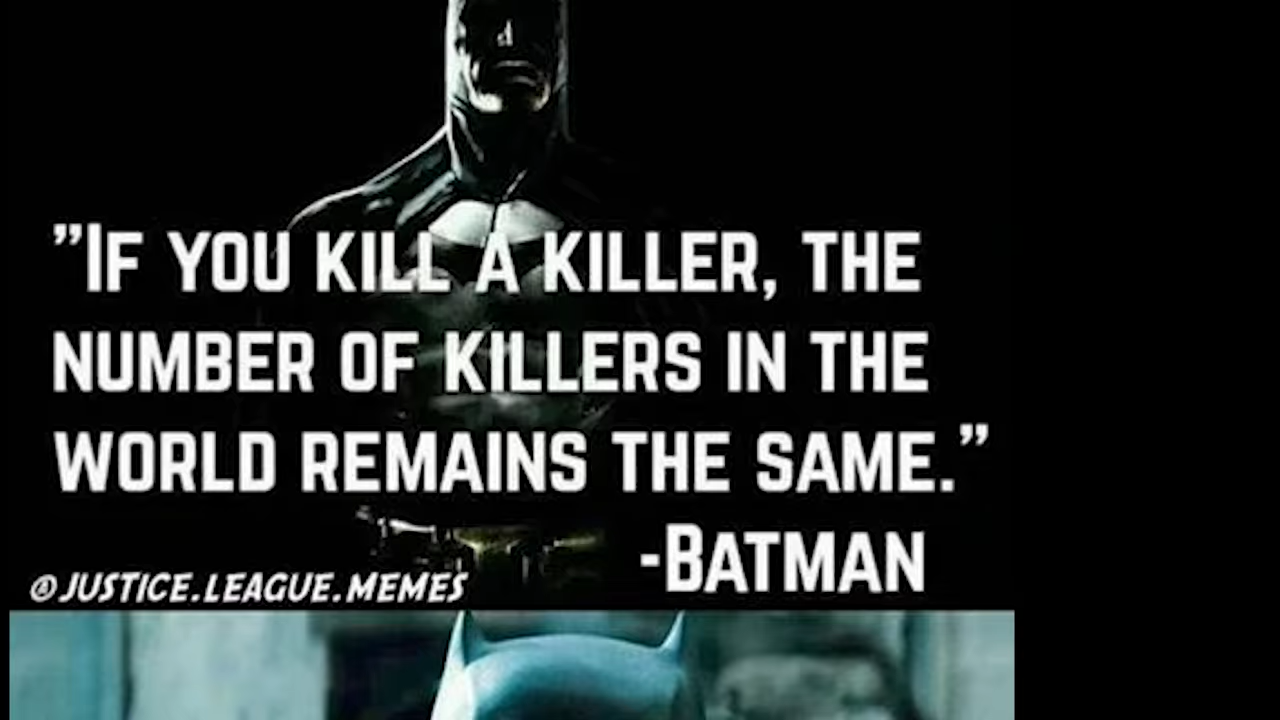 "If you kill a killer, the
number of killers in the
world remains the same."
-Batman
@justice.league.memes